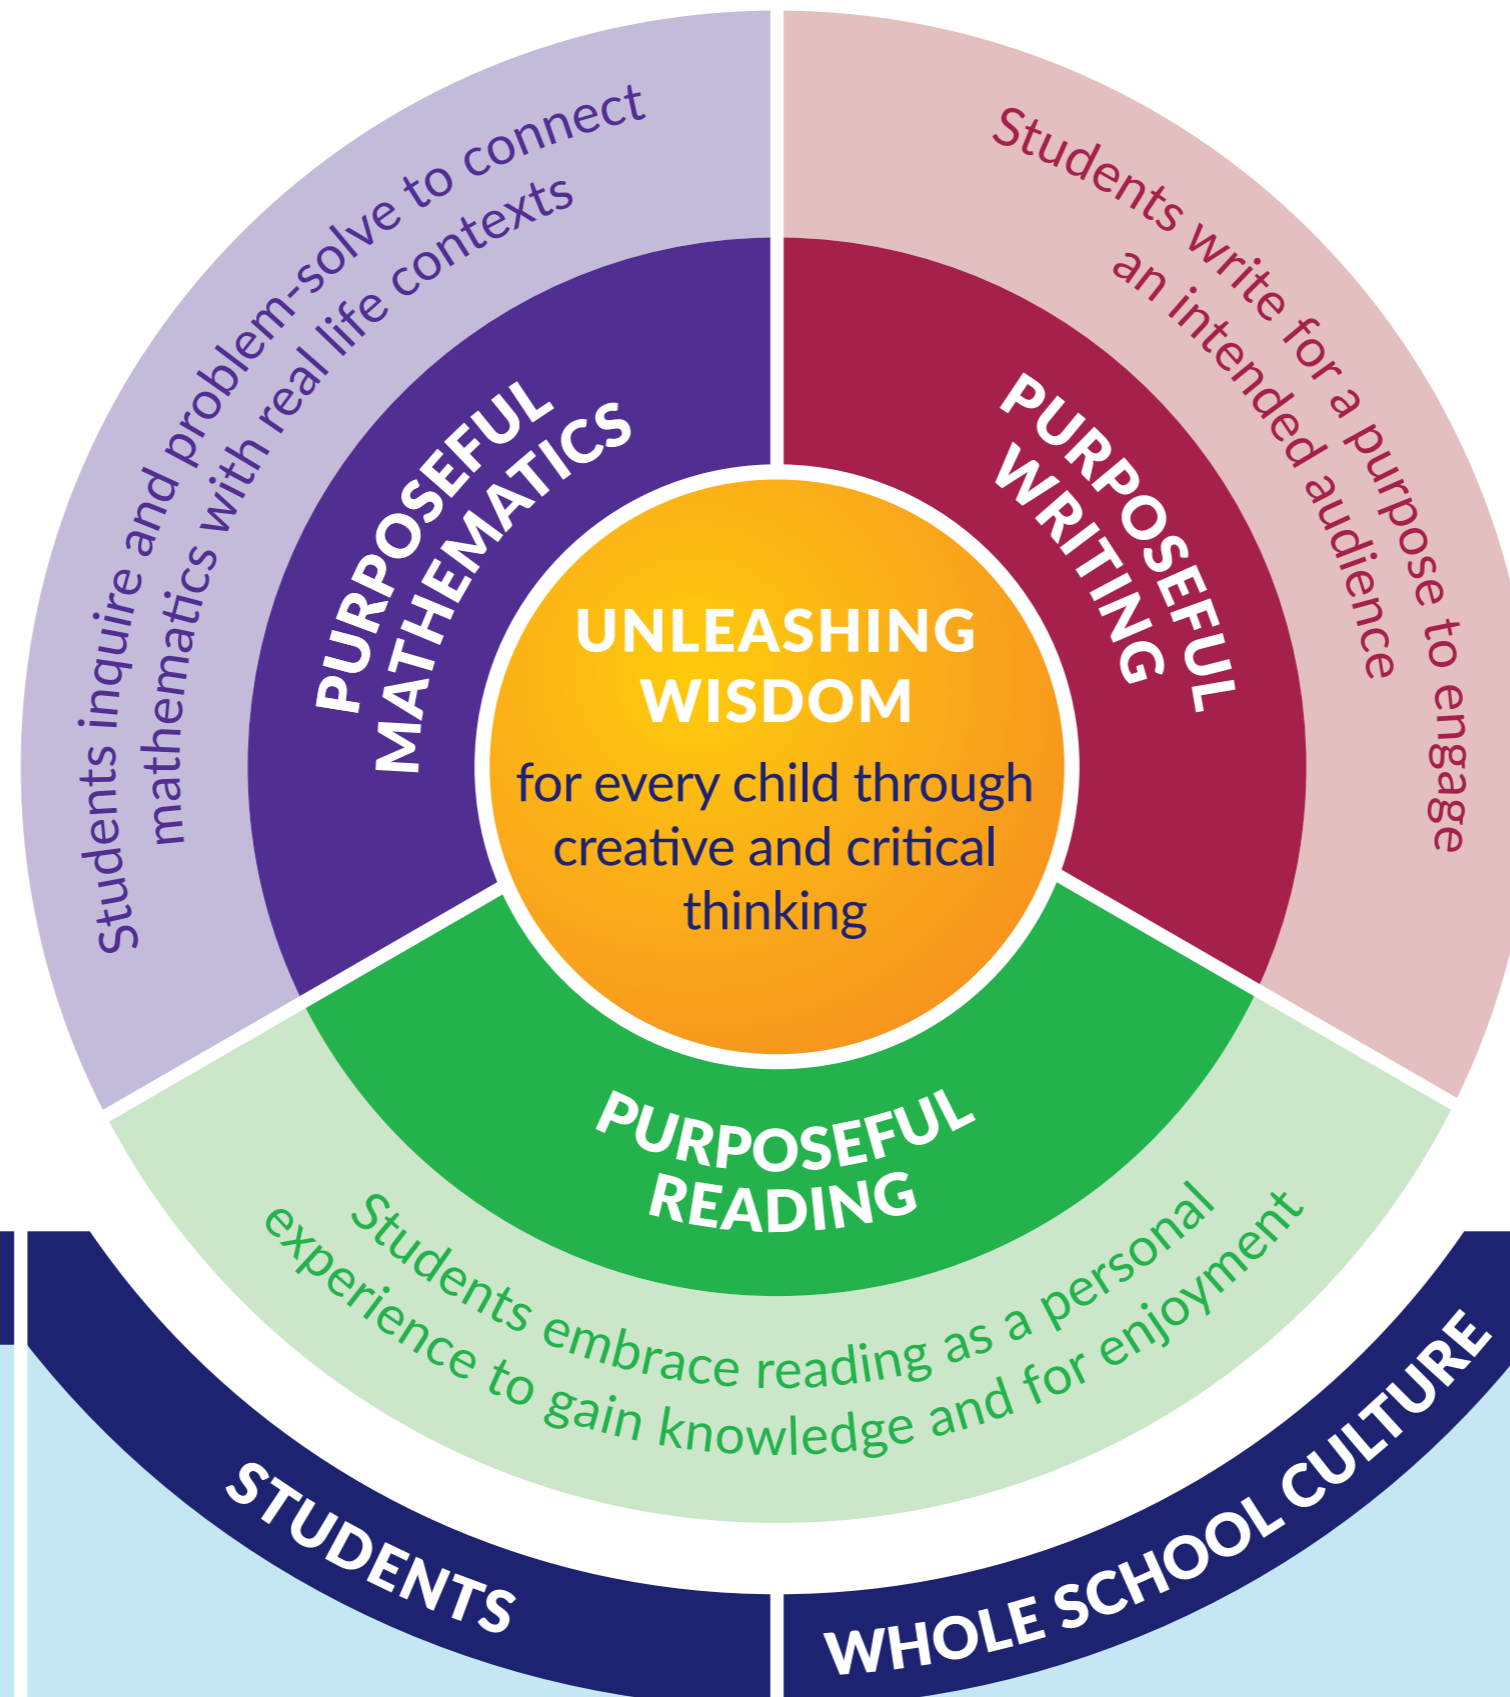 Students inquire and problem-solve to connect
mathematics with real life contexts
PURPOSEFUL
MATHEMATICS
Students write for a purpose to engage
an intended audience
PURPOSEFUL
WRITING
UNLEASHING
WISDOM
for every child through
creative and critical
thinking
PURPOSEFUL
READING
Students embrace reading as a personal
experience to gain knowledge and for enjoyment
STUDENTS
WHOLE SCHOOL CULTURE